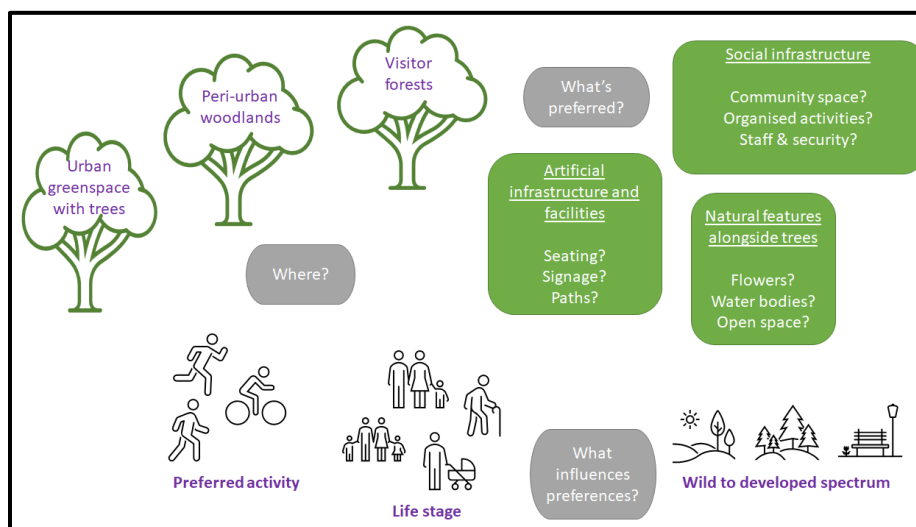 Urban
greenspace
with trees
Peri-urban
woodlands
Visitor
forests
Where?
What's
preferred?
Social infrastructure
Community space?
Organised activities?
Staff & security?
Artificial
infrastructure and
facilities
Seating?
Signage?
Paths?
Natural features
alongside trees
Flowers?
Water bodies?
Open space?
Preferred activity
Life stage
What
influences
preferences?
Wild to developed spectrum